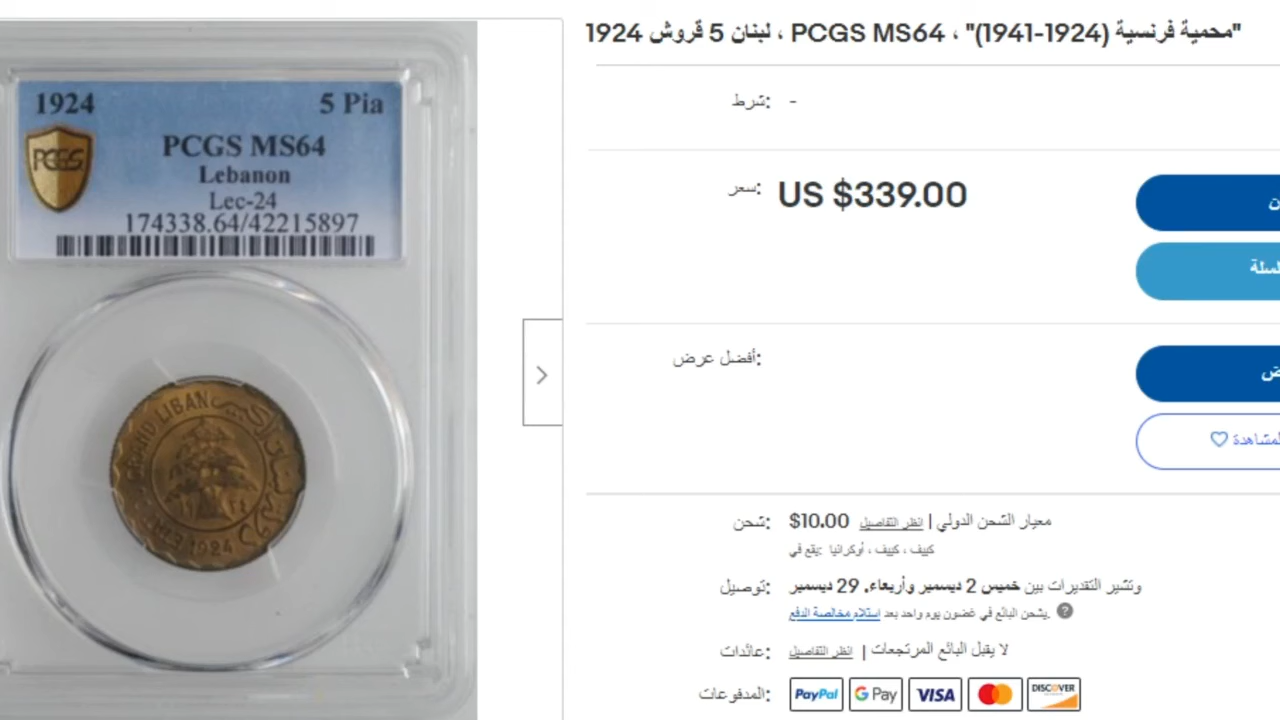 1924 5 Pia
PCGS
PCGS MS64
Lebanon
Lec-24
174338.64/42215897
GRAND LIBAN
1924
"محمية فرنسية (1924-1941)" ، PCGS MS64 ، لبنان 5 قروش 1924
شرط: -
سعر: US $339.00
أفضل عرض:
المشاهدة
شحن: $10.00 معيار الشحن الدولي | انظر التفاصيل
يقع في: كييف ، كييف ، أوكرانيا
توصيل: وتشير التقديرات بين خميس 2 ديسمبر وأربعاء, 29 ديسمبر
يشحن البائع في غضون يوم واحد بعد استلام مخالصة الدفع.
عائدات: لا يقبل البائع المرتجعات | انظر التفاصيل
المدفوعات: PayPal G Pay VISA DISCOVER